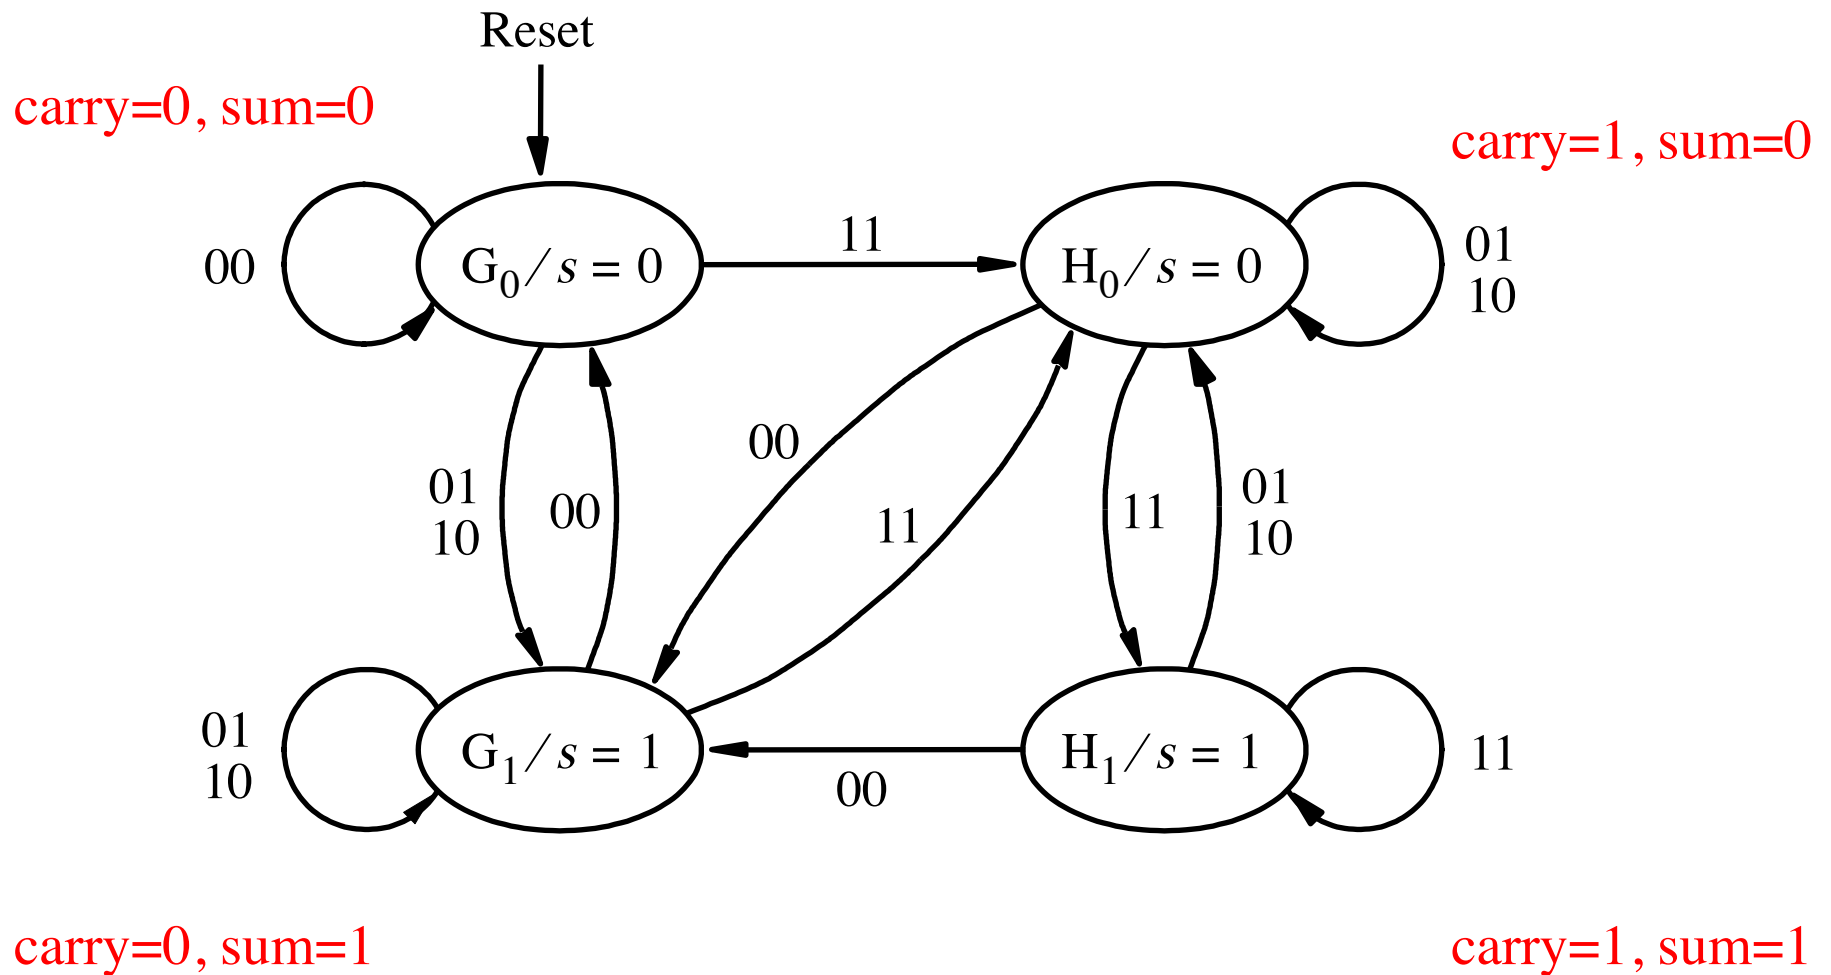 Reset
carry=0, sum=0
carry=1, sum=0
00
G0/s = 0
11
H0/s = 0
01
10
00
01
10
00
11
11
01
10
01
10
G1/s = 1
00
H1/s = 1
11
carry=0, sum=1
carry=1, sum=1